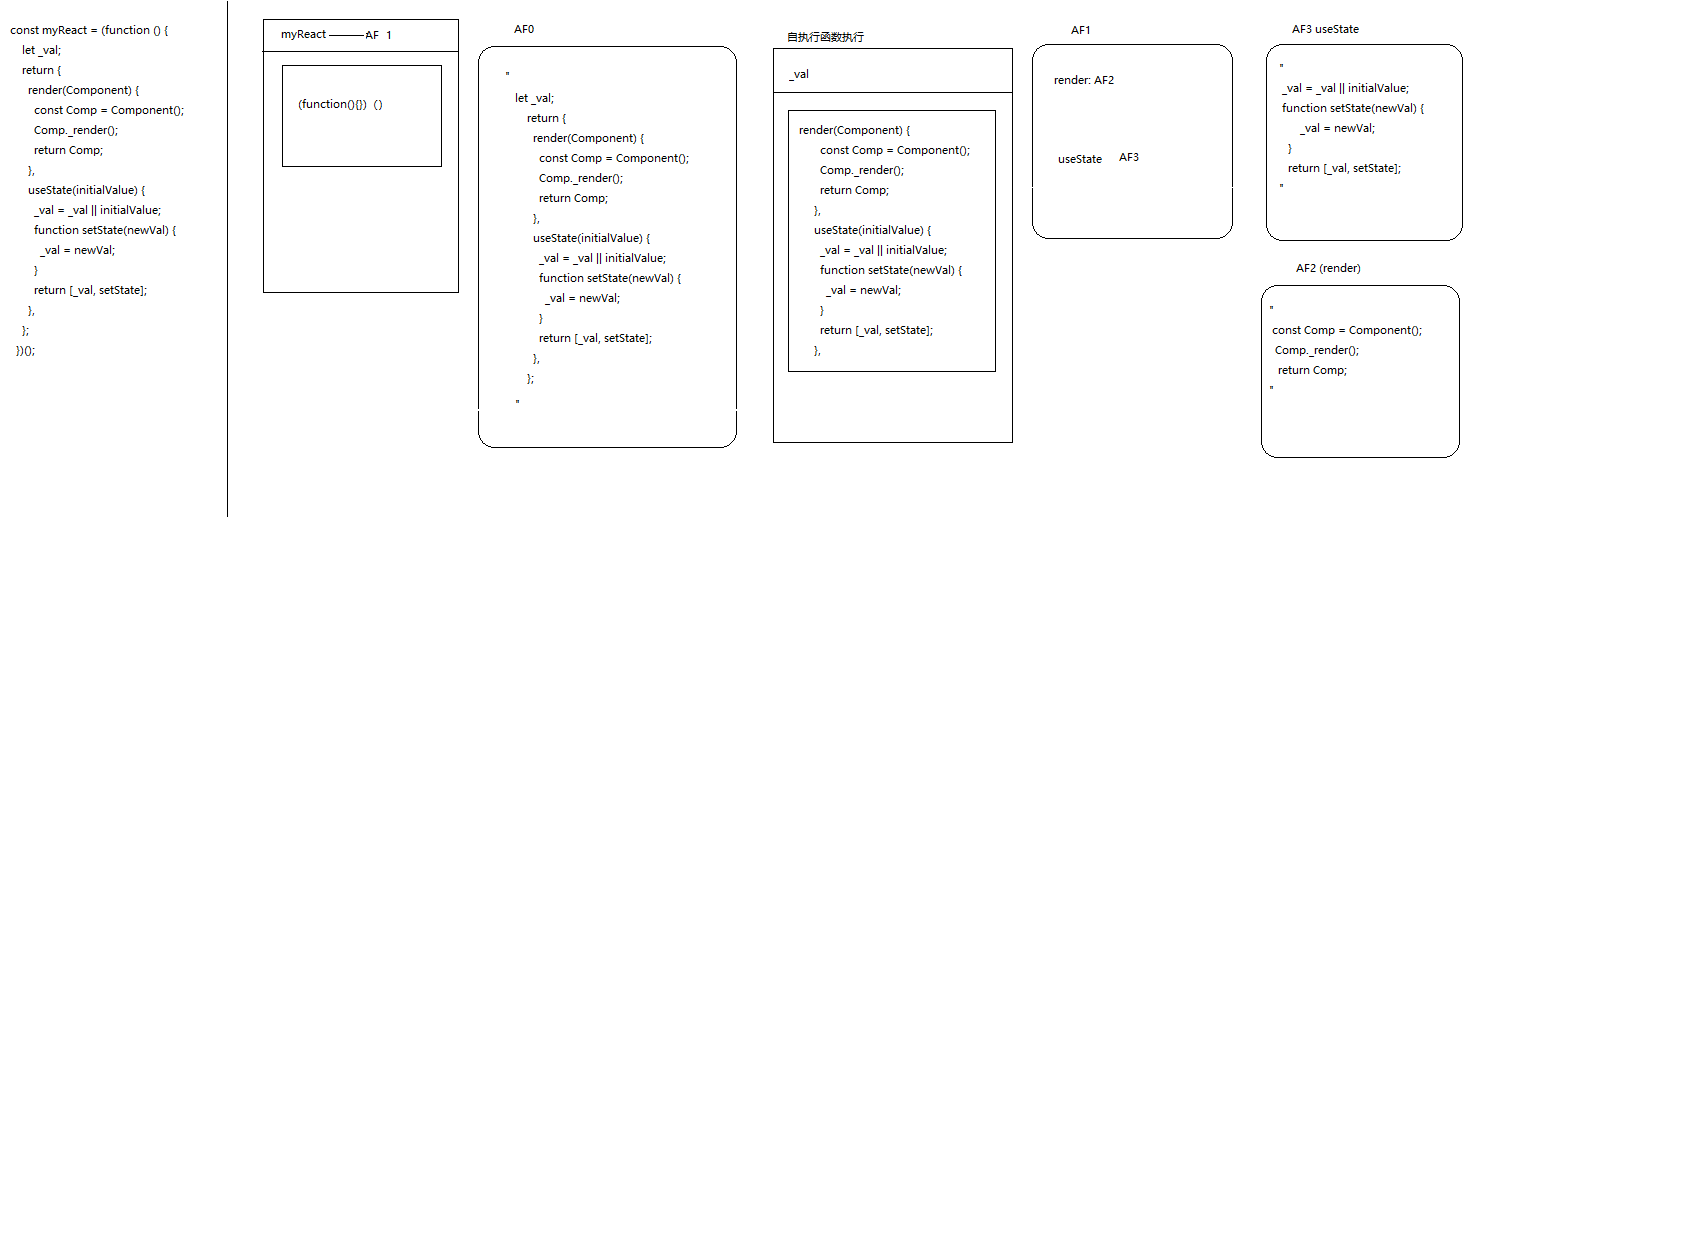 const myReact = (function () {
let _val;
return {
render(Component) {
const Comp = Component();
Comp._render();
return Comp;
},
useState(initialValue) {
_val = _val || initialValue;
function setState(newVal) {
_val = newVal;
}
return [_val, setState];
},
};
})();
myReact AF 1
(function(){}) ()
AF0
"
let _val;
return {
render(Component) {
const Comp = Component();
Comp._render();
return Comp;
},
useState(initialValue) {
_val = _val || initialValue;
function setState(newVal) {
_val = newVal;
}
return [_val, setState];
},
};
"
自执行函数执行
_val
render(Component) {
const Comp = Component();
Comp._render();
return Comp;
},
useState(initialValue) {
_val = _val || initialValue;
function setState(newVal) {
_val = newVal;
}
return [_val, setState];
},
AF1
render: AF2
useState AF3
AF3 useState
"
_val = _val || initialValue;
function setState(newVal) {
_val = newVal;
}
return [_val, setState];
"
AF2 (render)
"
const Comp = Component();
Comp._render();
return Comp;
"